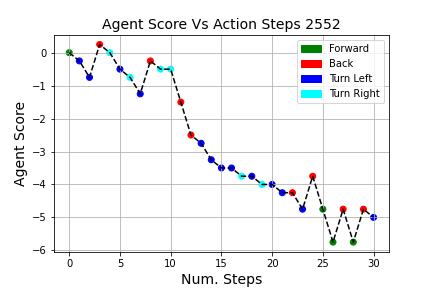 Agent Score Vs Action Steps 2552
Forward
Back
Turn Left
Turn Right
Agent Score
0
−1
−2
−3
−4
−5
−6
0 5 10 15 20 25 30
Num. Steps